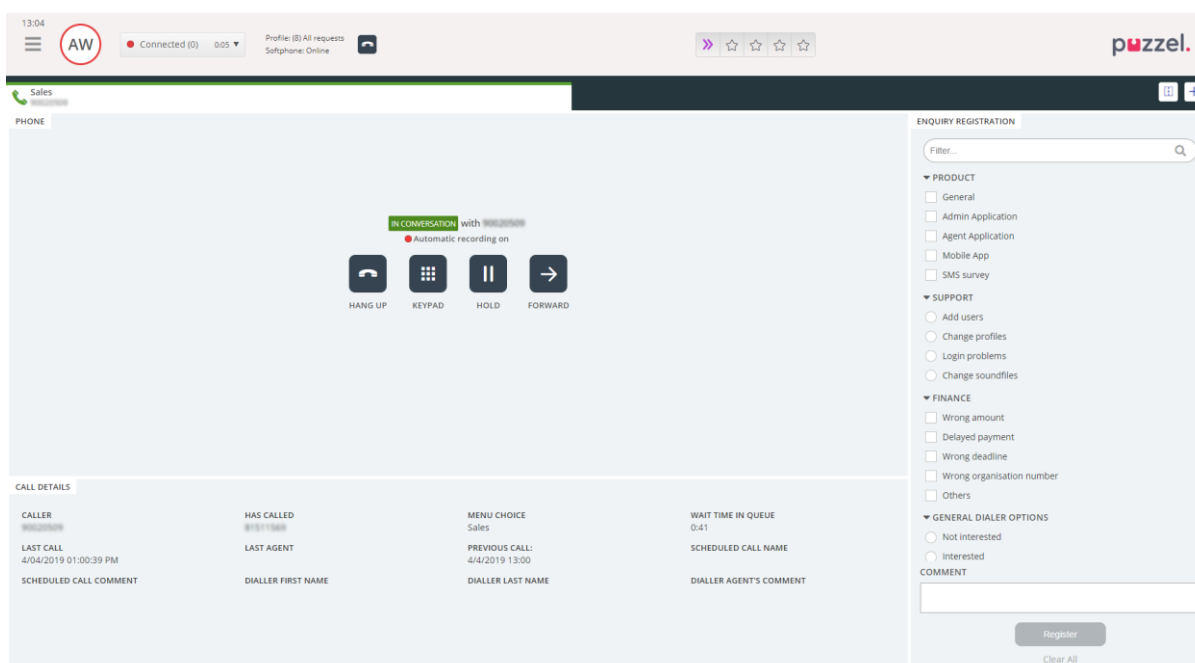 13:04
AW
Connected (0) 0:05
Profile: (8) All requests
Softphone: Online
puzzel.
Sales
PHONE
IN CONVERSATION with
Automatic recording on
HANG UP KEYPAD HOLD FORWARD
CALL DETAILS
CALLER HAS CALLED MENU CHOICE WAIT TIME IN QUEUE
Sales 0:41
LAST CALL LAST AGENT PREVIOUS CALL: SCHEDULED CALL NAME
4/04/2019 01:00:39 PM 4/4/2019 13:00
SCHEDULED CALL COMMENT DIALLER FIRST NAME DIALLER LAST NAME DIALLER AGENT'S COMMENT
ENQUIRY REGISTRATION
Filter...
PRODUCT
General
Admin Application
Agent Application
Mobile App
SMS survey
SUPPORT
Add users
Change profiles
Login problems
Change soundfiles
FINANCE
Wrong amount
Delayed payment
Wrong deadline
Wrong organisation number
Others
GENERAL DIALER OPTIONS
Not interested
Interested
COMMENT
Register
Clear All